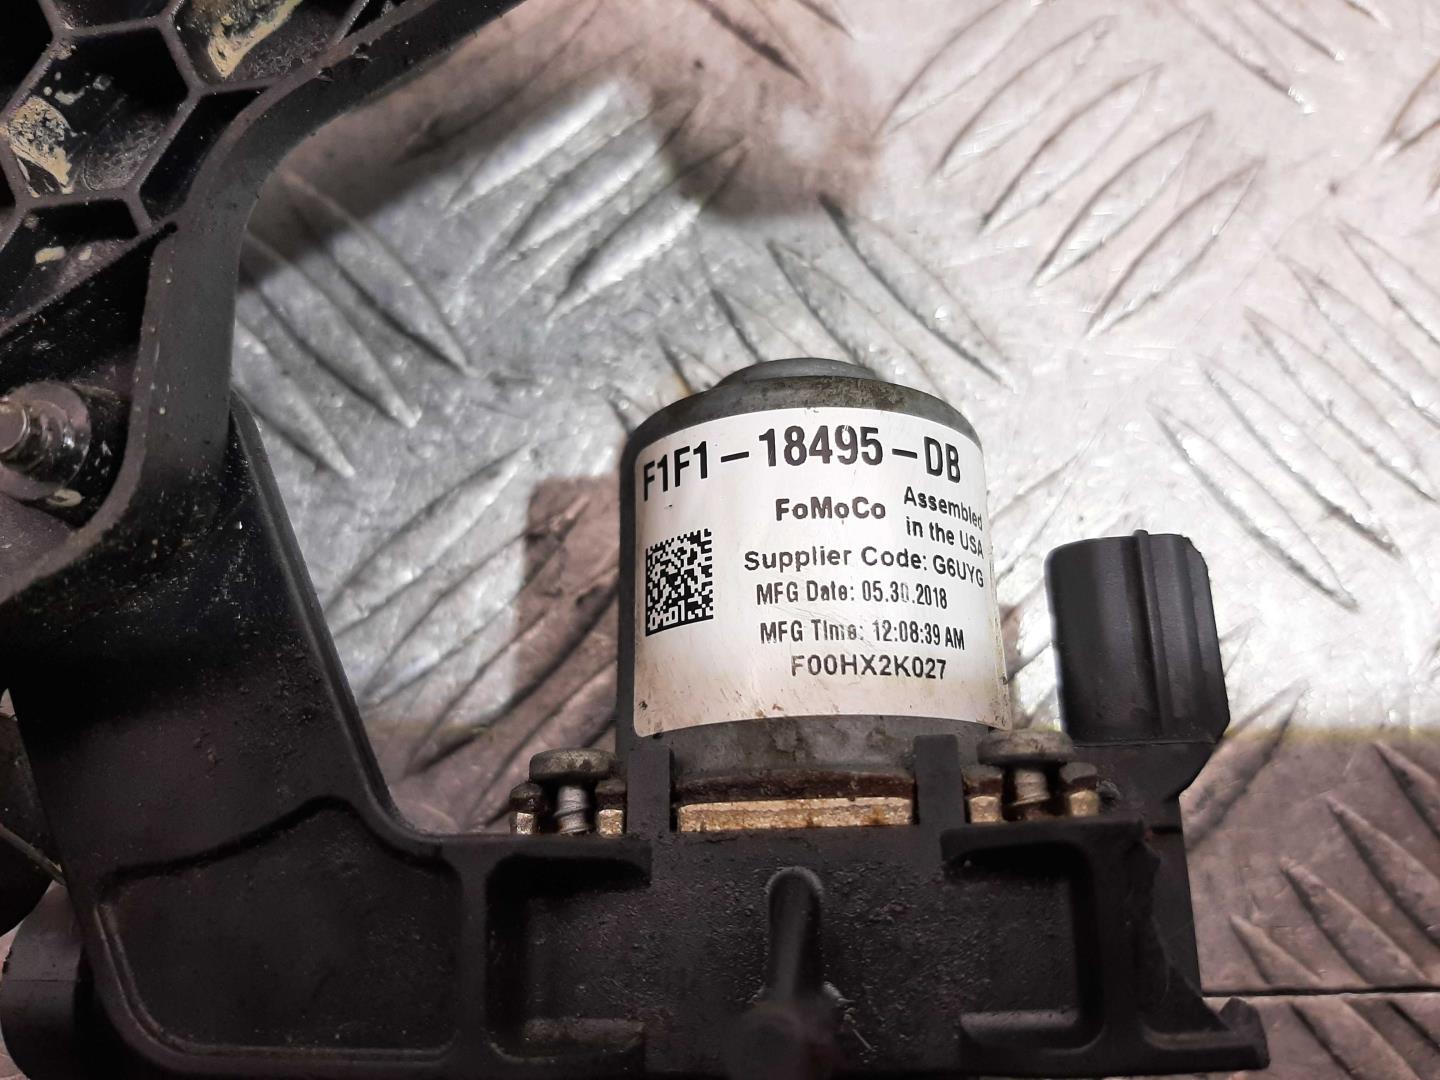 F1F1-18495-DB
FoMoCo
Assembled
in the USA
Supplier Code: G6UYG
MFG Date: 05.30.2018
MFG Time: 12:08:39 AM
F00HX2K027